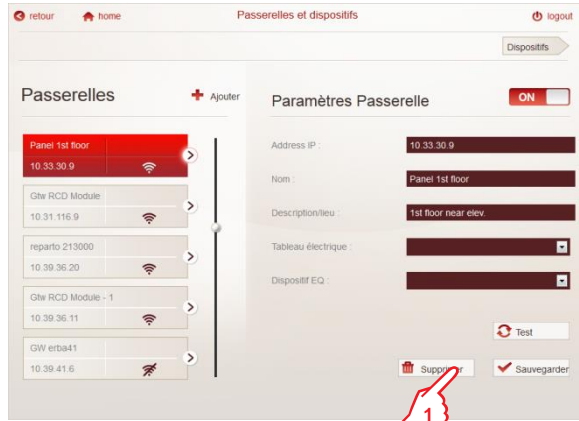 retour
home
Passerelles et dispositifs
logout
Dispositifs
Passerelles
Ajouter
Panel 1st floor
10.33.30.9
Gtw RCD Module
10.31.116.9
reparto 213000
10.39.36.20
Gtw RCD Module - 1
10.39.36.11
GW erba41
10.39.41.6
Paramètres Passerelle
ON
Address IP :
10.33.30.9
Nom :
Panel 1st floor
Description/lieu :
1st floor near elev.
Tableau électrique :
Dispositif EQ :
Test
Supprimer
Sauvegarder
1